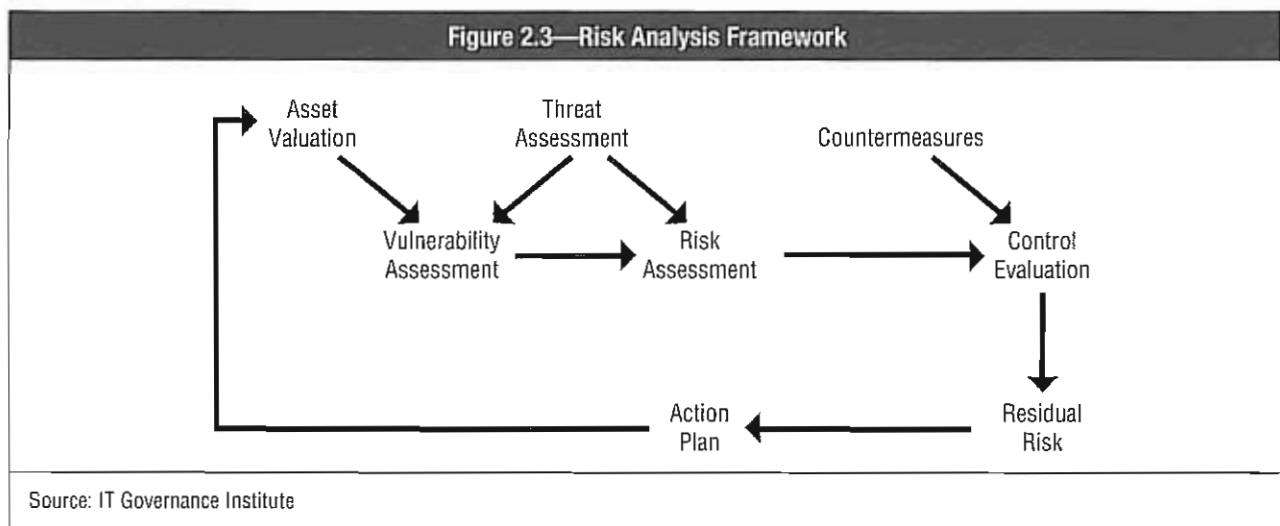 Figure 2.3—Risk Analysis Framework
Asset
Valuation
Threat
Assessment
Countermeasures
Vulnerability
Assessment
Risk
Assessment
Control
Evaluation
Action
Plan
Residual
Risk
Source: IT Governance Institute